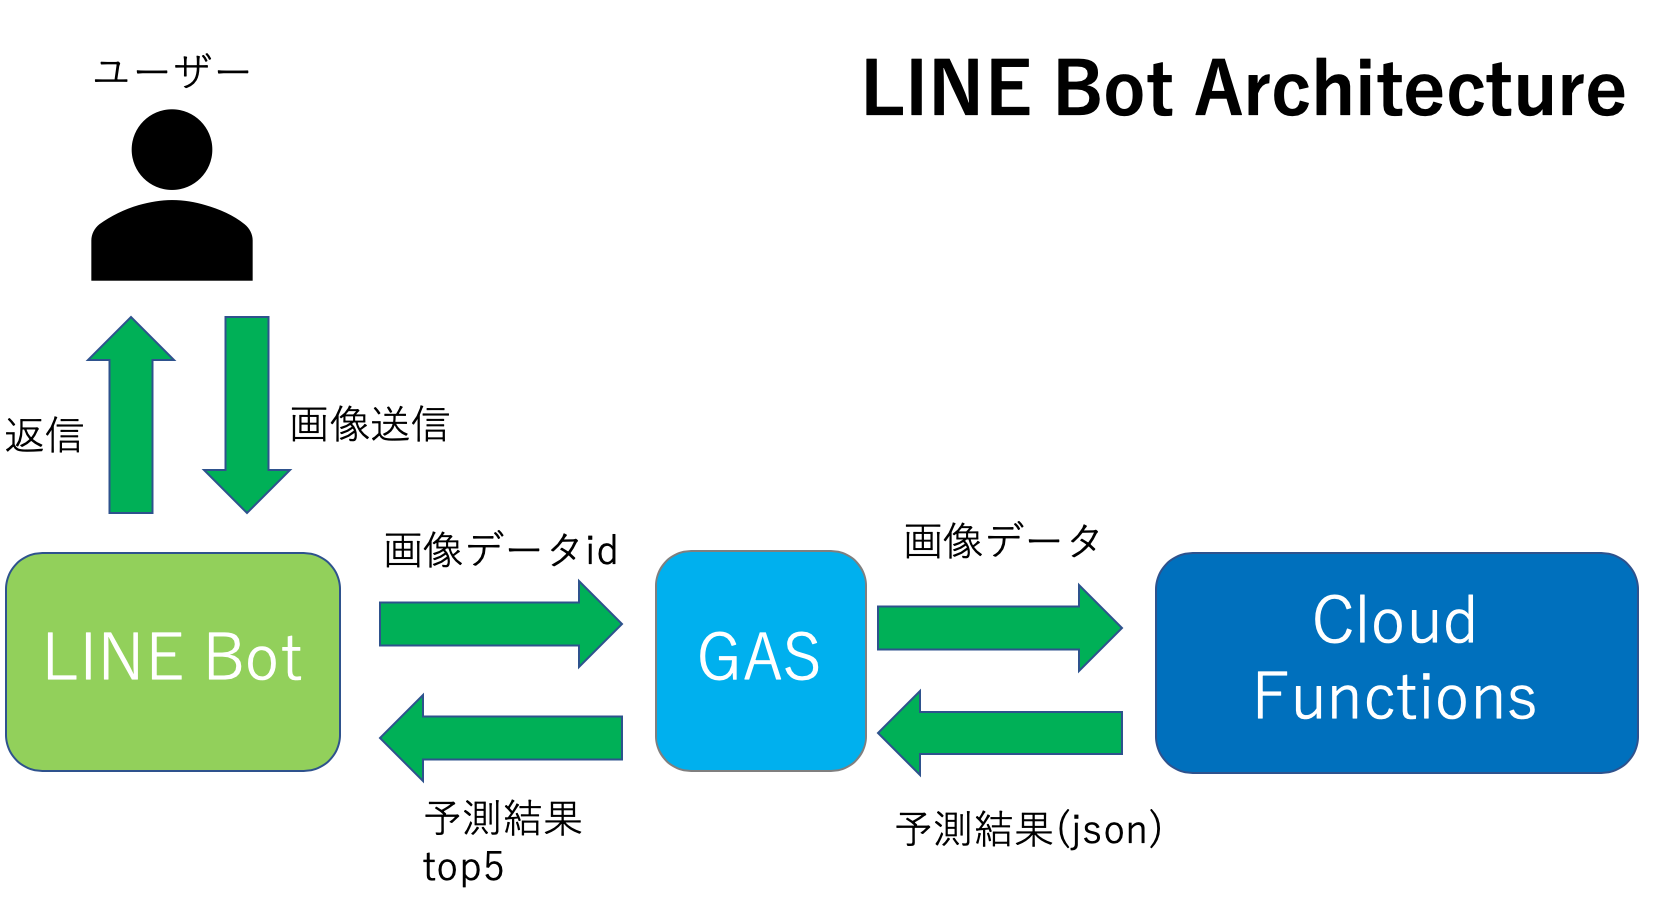 LINE Bot Architecture
ユーザー
返信
画像送信
画像データid
画像データ
LINE Bot
GAS
Cloud
Functions
予測結果
top5
予測結果(json)